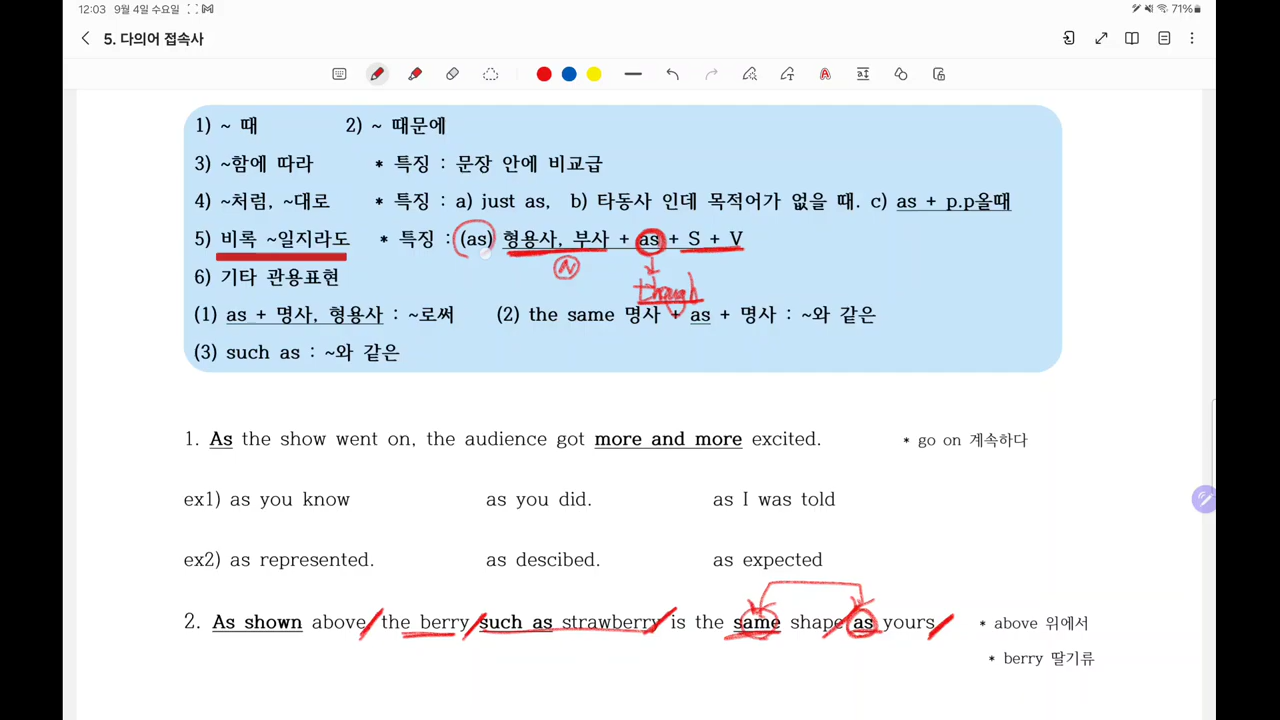 12:03 9월 4일 수요일 71%
5. 다의어 접속사
1) ~ 때 2) ~ 때문에
3) ~함에 따라 * 특징 : 문장 안에 비교급
4) ~처럼, ~대로 * 특징 : a) just as, b) 타동사 인데 목적어가 없을 때. c) as + p.p올때
5) 비록 ~일지라도 * 특징 : (as) 형용사, 부사 + as + S + V
N
though
6) 기타 관용표현
(1) as + 명사, 형용사 : ~로써 (2) the same 명사 + as + 명사 : ~와 같은
(3) such as : ~와 같은
1. As the show went on, the audience got more and more excited. * go on 계속하다
ex1) as you know as you did. as I was told
ex2) as represented. as descibed. as expected
2. As shown above, the berry such as strawberry is the same shape as yours. * above 위에서
* berry 딸기류